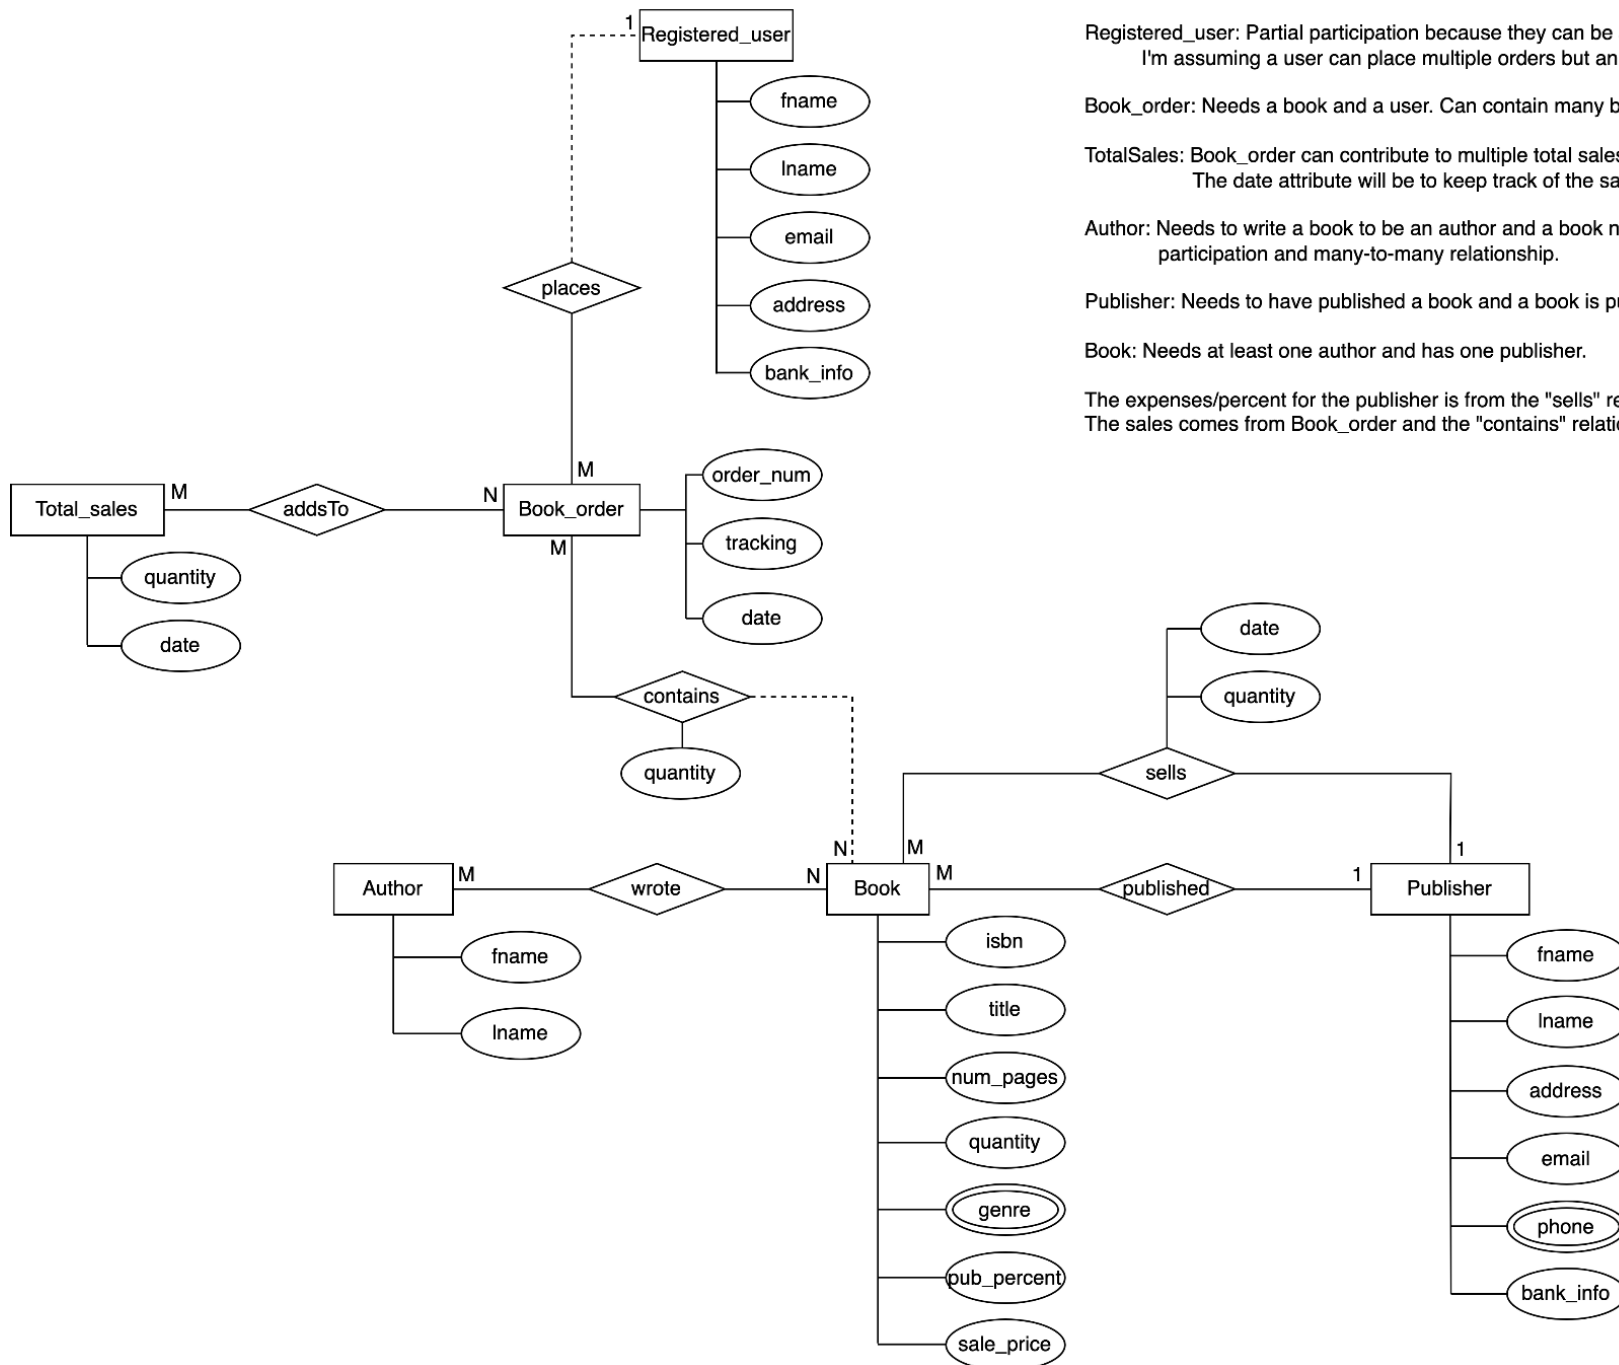 1
Registered_user
fname
lname
email
address
bank_info
places
M
Registered_user: Partial participation because they can be
I'm assuming a user can place multiple orders but an
Book_order: Needs a book and a user. Can contain many b
TotalSales: Book_order can contribute to multiple total sales
The date attribute will be to keep track of the sa
Author: Needs to write a book to be an author and a book n
participation and many-to-many relationship.
Publisher: Needs to have published a book and a book is pu
Book: Needs at least one author and has one publisher.
The expenses/percent for the publisher is from the "sells" re
The sales comes from Book_order and the "contains" relatio
Total_sales
M
addsTo
N
Book_order
M
quantity
date
order_num
tracking
date
contains
quantity
date
quantity
sells
N
M
1
Author
M
wrote
N
Book
M
published
1
Publisher
fname
lname
isbn
title
num_pages
quantity
genre
pub_percent
sale_price
fname
lname
address
email
phone
bank_info